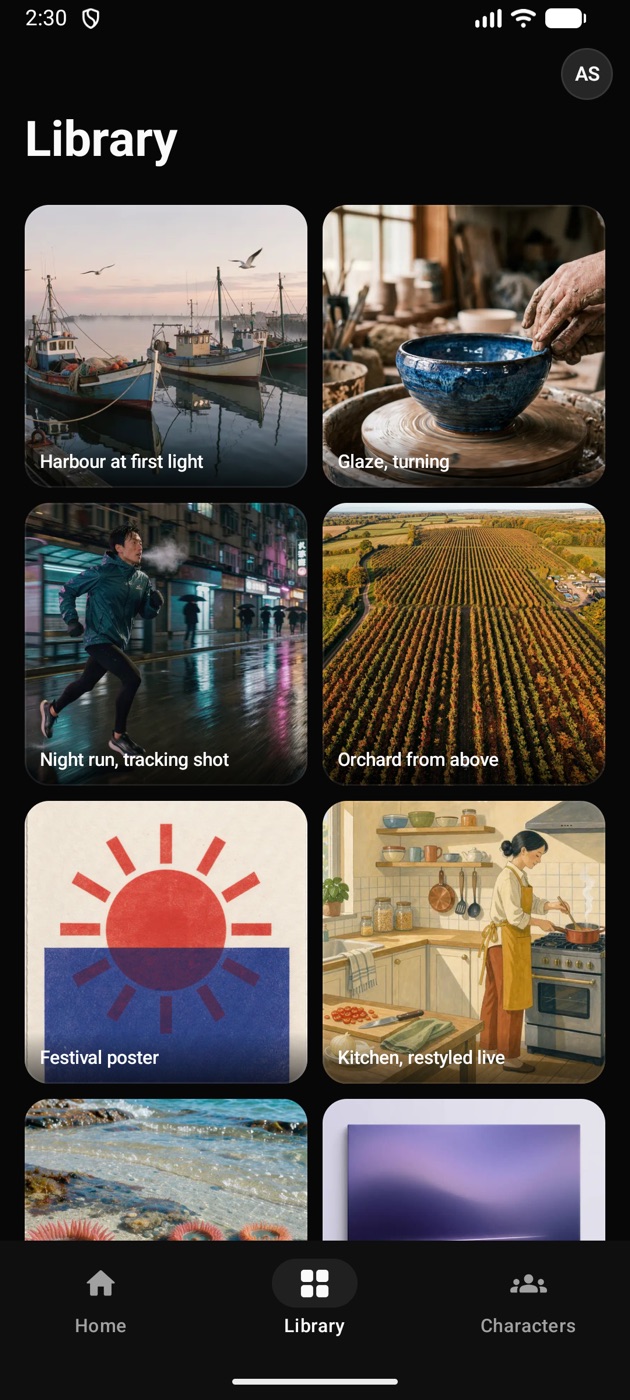 2:30
AS
Library
Harbour at first light
Glaze, turning
Night run, tracking shot
Orchard from above
Festival poster
Kitchen, restyled live
Home
Library
Characters